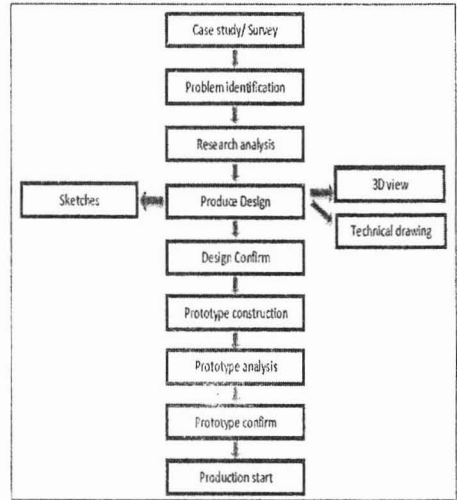 Case study/ Survey
Problem identification
Research analysis
3D view
Sketches
Produce Design
Technical drawing
Design Confirm
Prototype construction
Prototype analysis
Prototype confirm
Production start